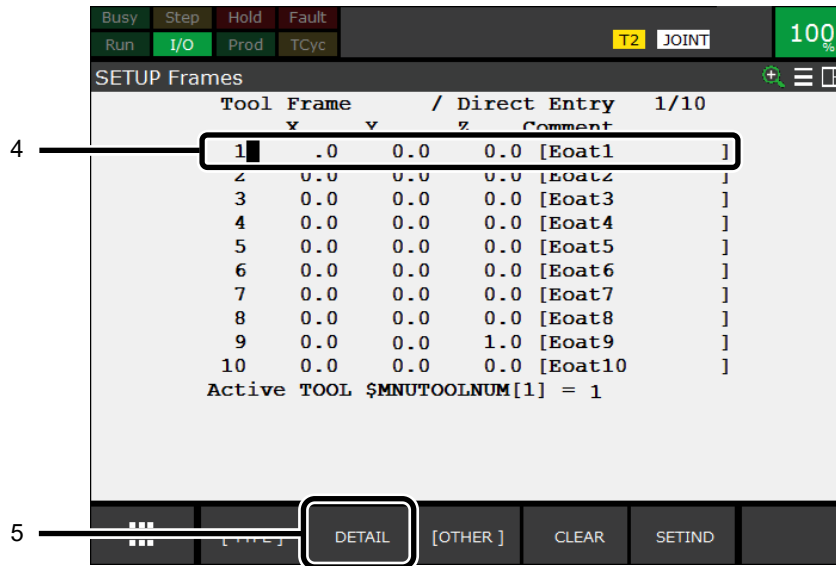 Busy Step Hold Fault
Run I/O Prod TCyc T2 JOINT 100%
SETUP Frames
Tool Frame / Direct Entry 1/10
X Y Z Comment
4
1 .0 0.0 0.0 [Eoat1 ]
2 0.0 0.0 0.0 [Eoat2 ]
3 0.0 0.0 0.0 [Eoat3 ]
4 0.0 0.0 0.0 [Eoat4 ]
5 0.0 0.0 0.0 [Eoat5 ]
6 0.0 0.0 0.0 [Eoat6 ]
7 0.0 0.0 0.0 [Eoat7 ]
8 0.0 0.0 0.0 [Eoat8 ]
9 0.0 0.0 1.0 [Eoat9 ]
10 0.0 0.0 0.0 [Eoat10 ]
Active TOOL $MNUTOOLNUM[1] = 1
5
DETAIL [OTHER ] CLEAR SETIND